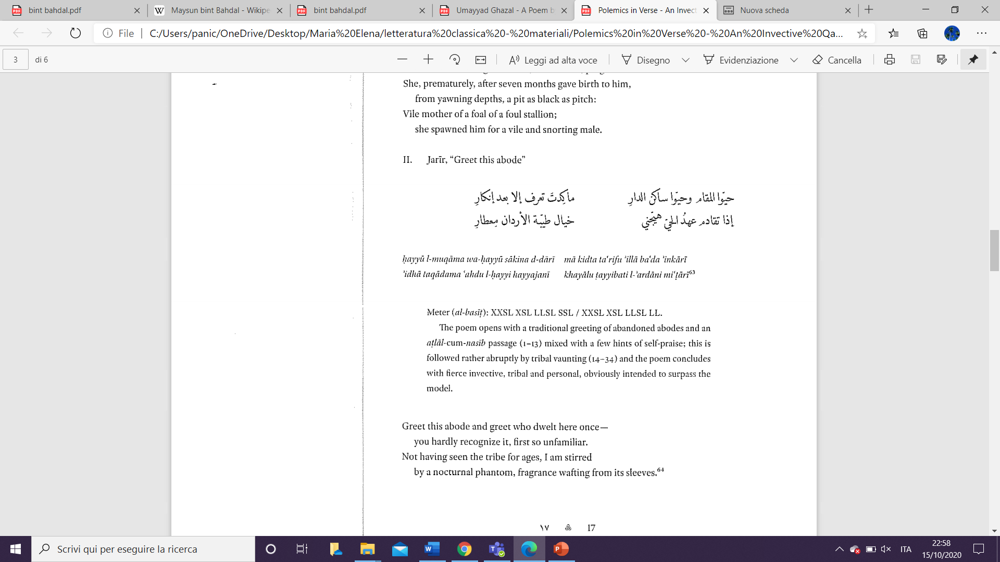 bint bahdal.pdf
Maysun bint Bahdal - Wikipe
bint bahdal.pdf
Umayyad Ghazal - A Poem b
Polemics in Verse - An Invect
Nuova scheda
File
C:/Users/panic/OneDrive/Desktop/Maria%20Elena/letteratura%20classica%20-%20materiali/Polemics%20in%20Verse%20-%20An%20Invective%20Qa...
3 di 6
Leggi ad alta voce
Disegno
Evidenziazione
Cancella
She, prematurely, after seven months gave birth to him,
from yawning depths, a pit as black as pitch:
Vile mother of a foal of a foul stallion;
she spawned him for a vile and snorting male.
II. Jarīr, “Greet this abode”
حيّوا المقام وحيّوا ساكن الدارِ ما كِدتَ تعرف إلا بعد إنكارِ
إذا تقادم عهدُ الحيّ هيّجني خيال طيّبة الأردان مِعطارِ
ḥayyū l-muqāma wa-ḥayyū sākina d-dārī mā kidta taʿrifu ʾillā baʿda ʾinkārī
ʾidhā taqādama ʿahdu l-ḥayyi hayyajanī khayālu ṭayyibati l-ʾardāni miʿṭārī63
Meter (al-basīṭ): XXSL XSL LLSL SSL / XXSL XSL LLSL LL.
The poem opens with a traditional greeting of abandoned abodes and an
aṭlāl-cum-nasīb passage (1–13) mixed with a few hints of self-praise; this is
followed rather abruptly by tribal vaunting (14–34) and the poem concludes
with fierce invective, tribal and personal, obviously intended to surpass the
model.
Greet this abode and greet who dwelt here once—
you hardly recognize it, first so unfamiliar.
Not having seen the tribe for ages, I am stirred
by a nocturnal phantom, fragrance wafting from its sleeves.64
١٧ 17
Scrivi qui per eseguire la ricerca
ITA
22:58
15/10/2020